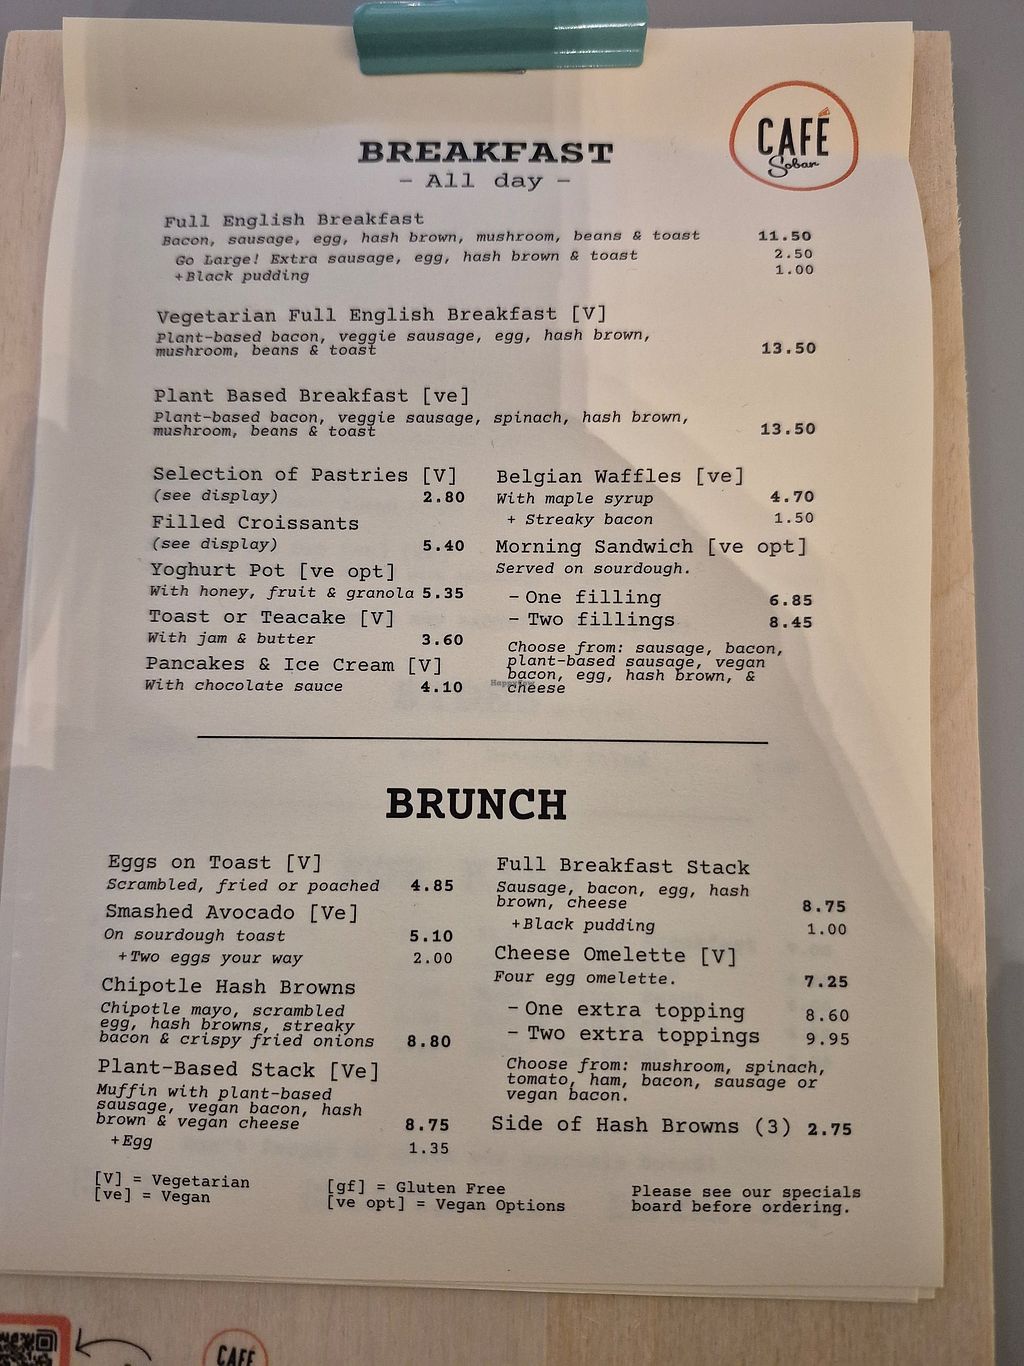 CAFÉ
Sobar
BREAKFAST
- All day -
Full English Breakfast
Bacon, sausage, egg, hash brown, mushroom, beans & toast 11.50
Go Large! Extra sausage, egg, hash brown & toast 2.50
+Black pudding 1.00
Vegetarian Full English Breakfast [V]
Plant-based bacon, veggie sausage, egg, hash brown,
mushroom, beans & toast 13.50
Plant Based Breakfast [ve]
Plant-based bacon, veggie sausage, spinach, hash brown,
mushroom, beans & toast 13.50
Selection of Pastries [V]
(see display) 2.80
Filled Croissants
(see display) 5.40
Yoghurt Pot [ve opt]
With honey, fruit & granola 5.35
Toast or Teacake [V]
With jam & butter 3.60
Pancakes & Ice Cream [V]
With chocolate sauce 4.10
Belgian Waffles [ve]
With maple syrup 4.70
+ Streaky bacon 1.50
Morning Sandwich [ve opt]
Served on sourdough.
- One filling 6.85
- Two fillings 8.45
Choose from: sausage, bacon,
plant-based sausage, vegan
bacon, egg, hash brown, &
cheese
HappyCow
BRUNCH
Eggs on Toast [V]
Scrambled, fried or poached 4.85
Smashed Avocado [Ve]
On sourdough toast 5.10
+Two eggs your way 2.00
Chipotle Hash Browns
Chipotle mayo, scrambled
egg, hash browns, streaky
bacon & crispy fried onions 8.80
Plant-Based Stack [Ve]
Muffin with plant-based
sausage, vegan bacon, hash
brown & vegan cheese 8.75
+Egg 1.35
Full Breakfast Stack
Sausage, bacon, egg, hash
brown, cheese 8.75
+Black pudding 1.00
Cheese Omelette [V]
Four egg omelette. 7.25
- One extra topping 8.60
- Two extra toppings 9.95
Choose from: mushroom, spinach,
tomato, ham, bacon, sausage or
vegan bacon.
Side of Hash Browns (3) 2.75
[V] = Vegetarian
[ve] = Vegan
[gf] = Gluten Free
[ve opt] = Vegan Options
Please see our specials
board before ordering.
CAFÉ